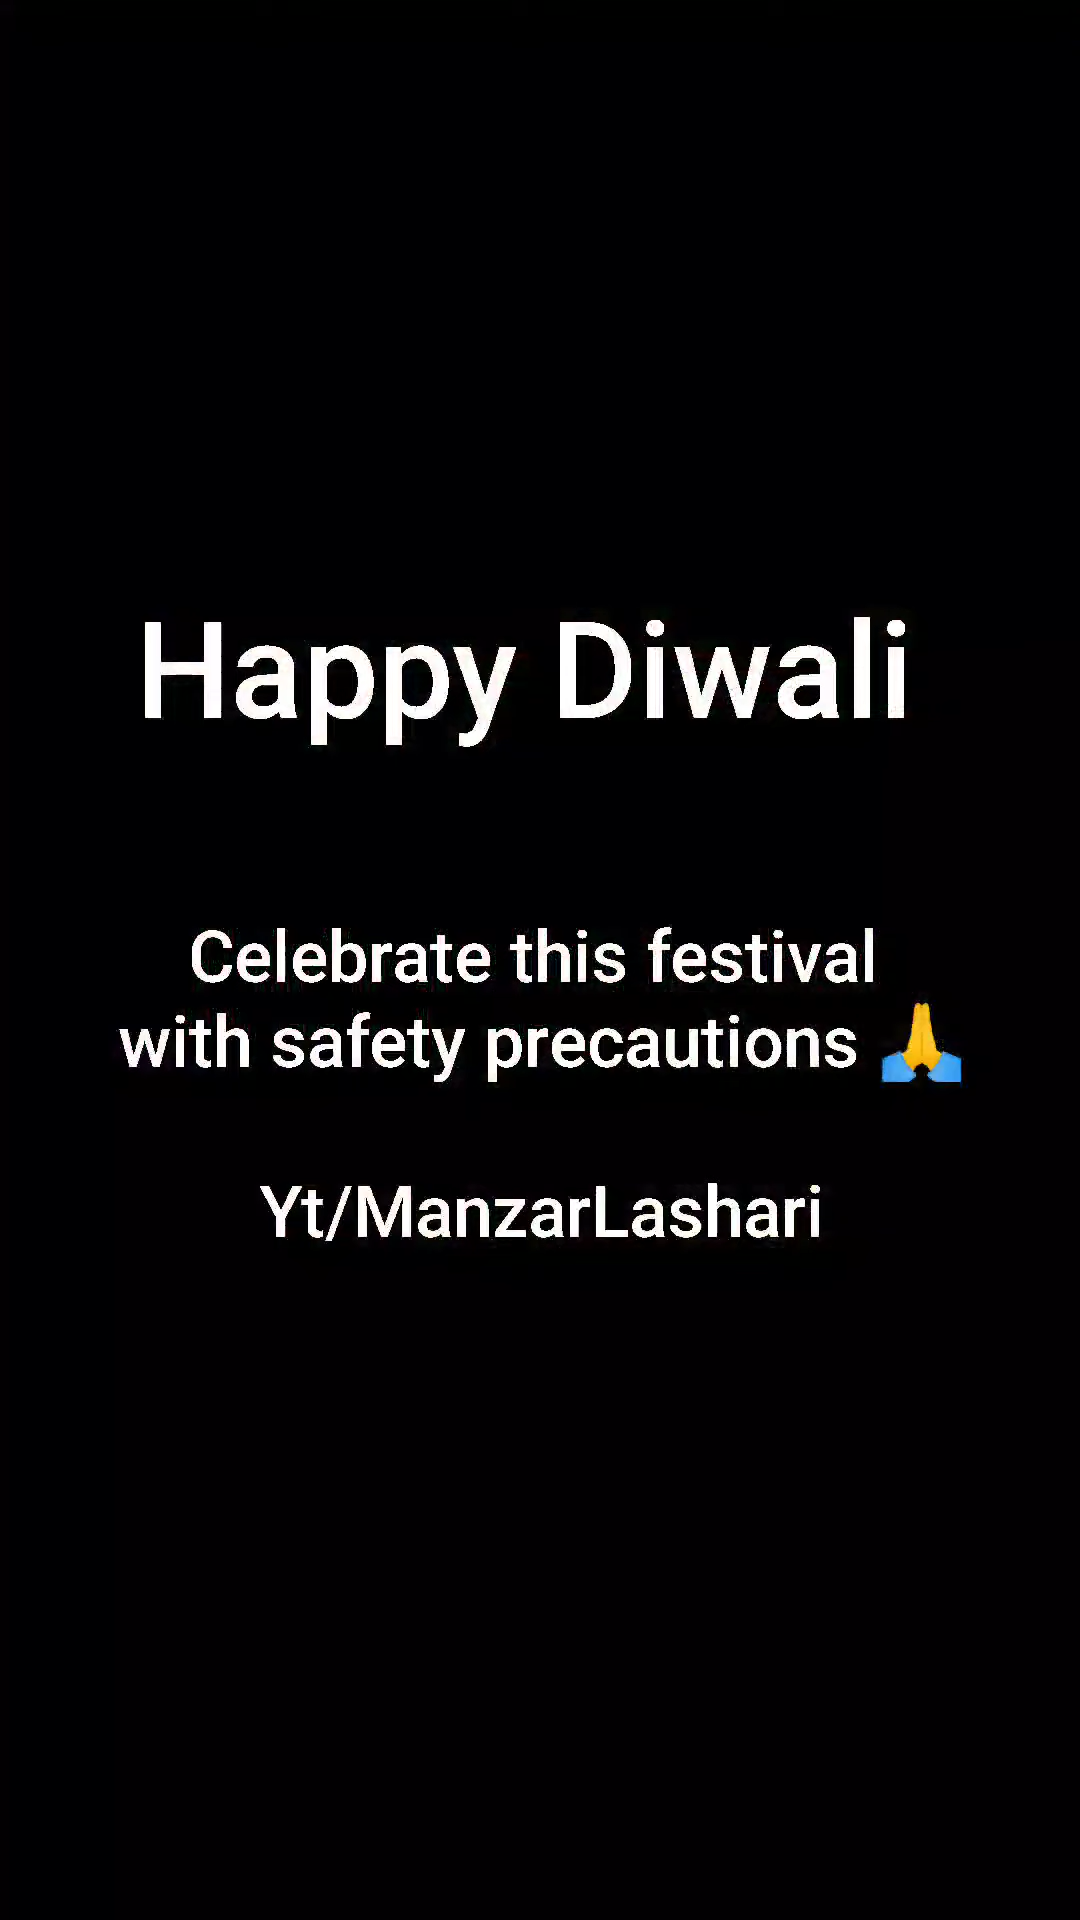 Happy Diwali
Celebrate this festival
with safety precautions 🙏
Yt/ManzarLashari